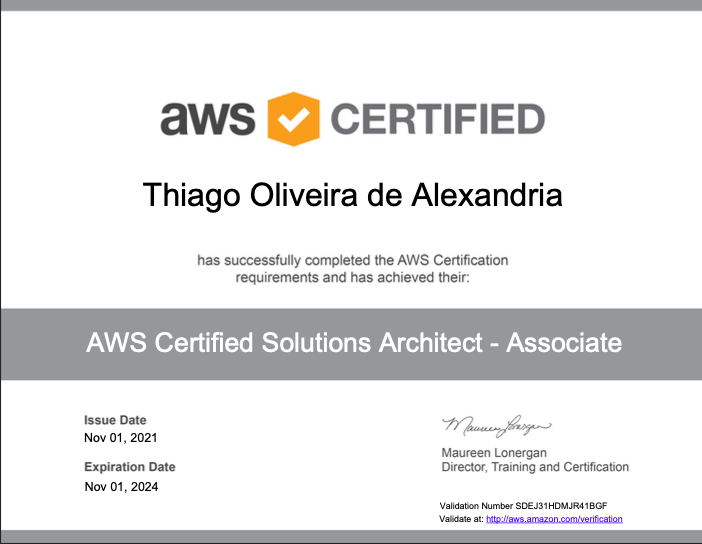 aws CERTIFIED
Thiago Oliveira de Alexandria
has successfully completed the AWS Certification
requirements and has achieved their:
AWS Certified Solutions Architect - Associate
Issue Date
Nov 01, 2021
Expiration Date
Nov 01, 2024
Maureen Lonergan
Maureen Lonergan
Director, Training and Certification
Validation Number SDEJ31HDMJR41BGF
Validate at: http://aws.amazon.com/verification